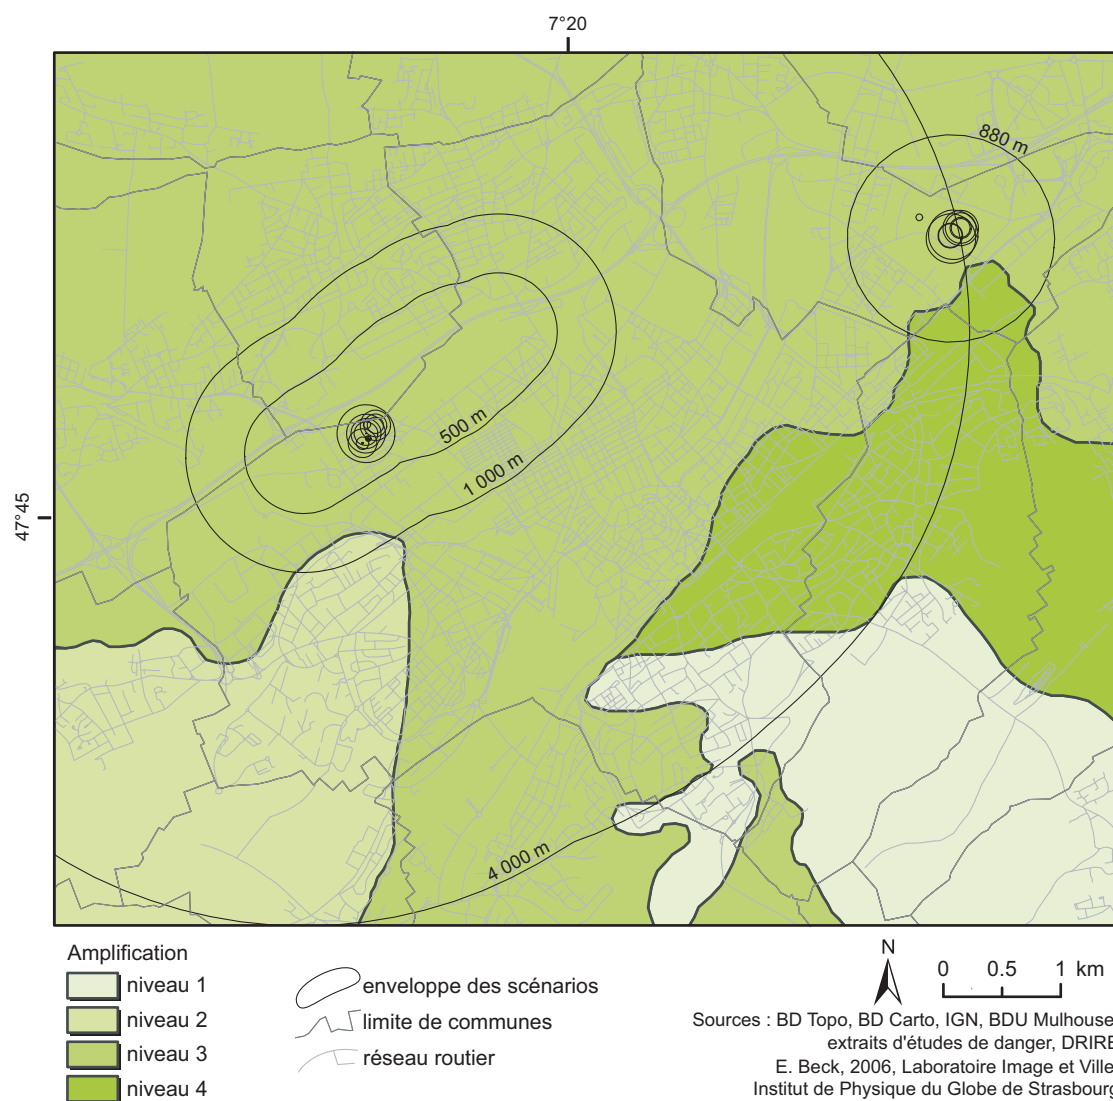 7°20
880 m
500 m
1 000 m
47°45
4 000 m
Amplification
niveau 1
niveau 2
niveau 3
niveau 4
enveloppe des scénarios
limite de communes
réseau routier
N
0 0.5 1 km
Sources : BD Topo, BD Carto, IGN, BDU Mulhouse
extraits d'études de danger, DRIRE
E. Beck, 2006, Laboratoire Image et Ville
Institut de Physique du Globe de Strasbourg